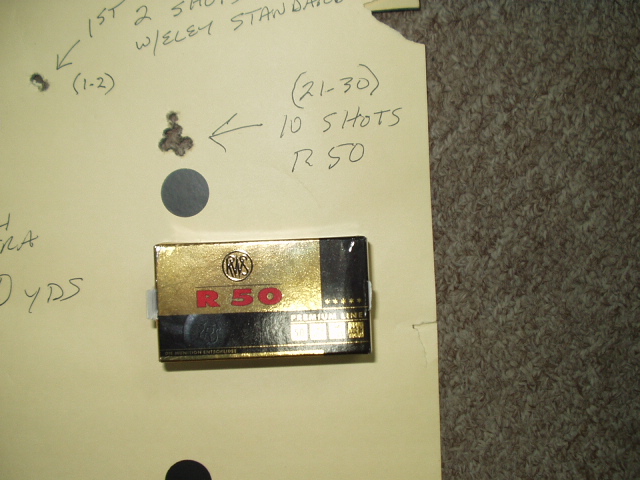 1ST 2 SHOTS
W/ELEY STANDARD
(1-2)
(21-30)
10 SHOTS
R 50
YDS
RWS
R 50
PREMIUM LINE